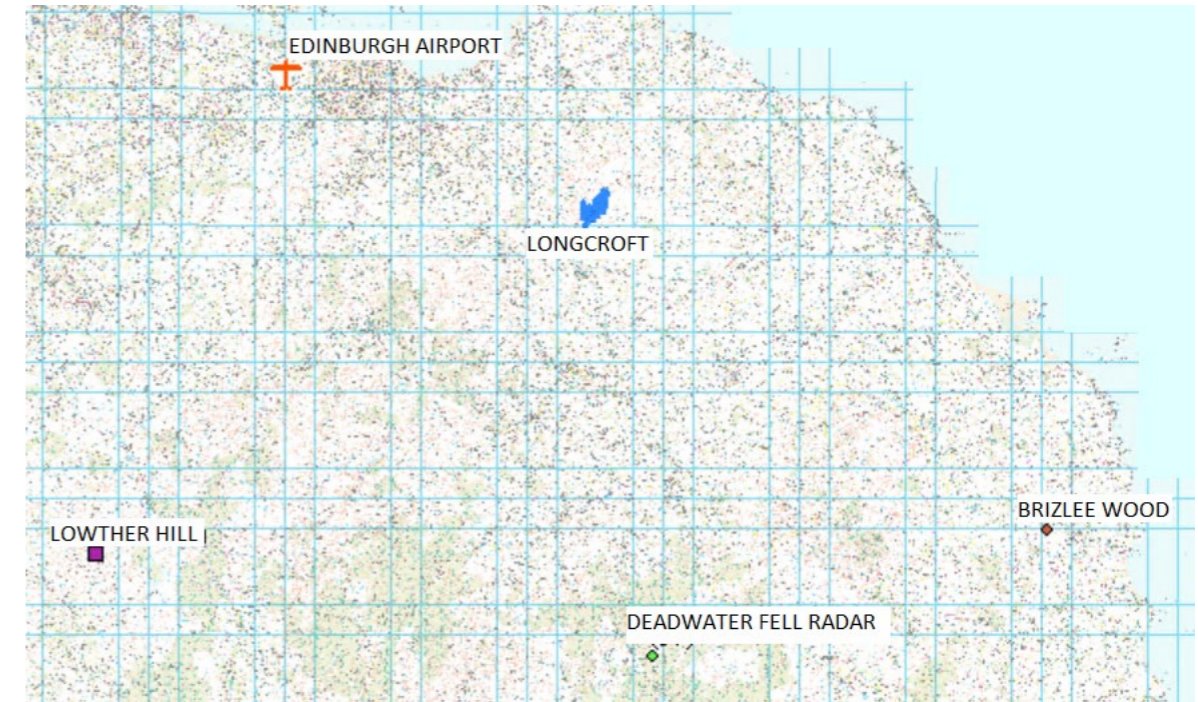 EDINBURGH AIRPORT
LONGCROFT
BRIZLEE WOOD
LOWTHER HILL
DEADWATER FELL RADAR